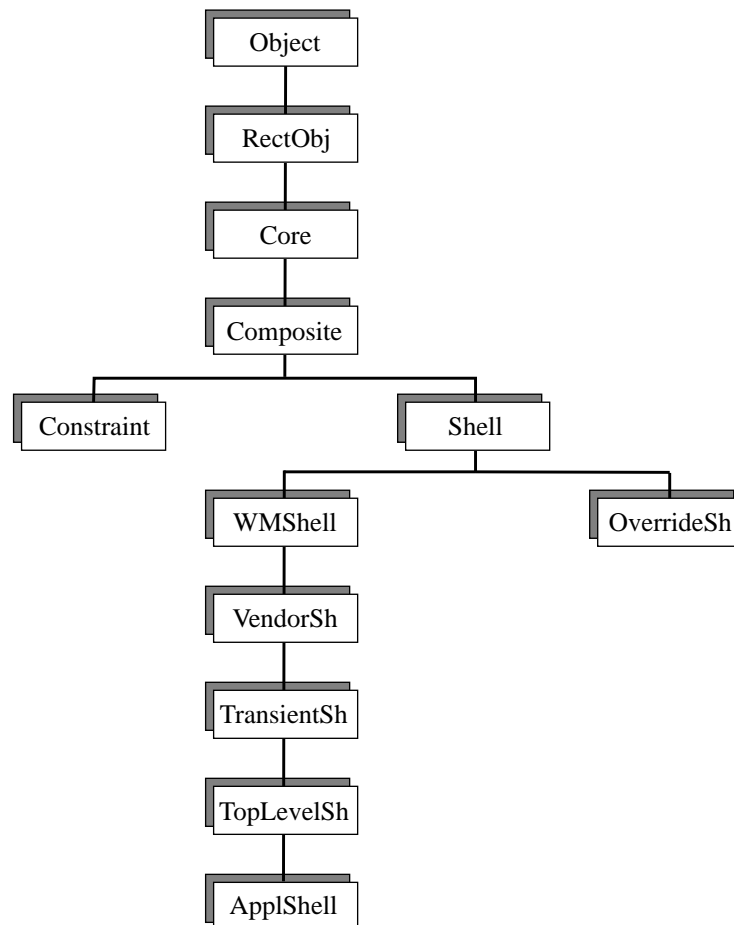 Object
RectObj
Core
Composite
Constraint
Shell
WMShell
OverrideSh
VendorSh
TransientSh
TopLevelSh
ApplShell